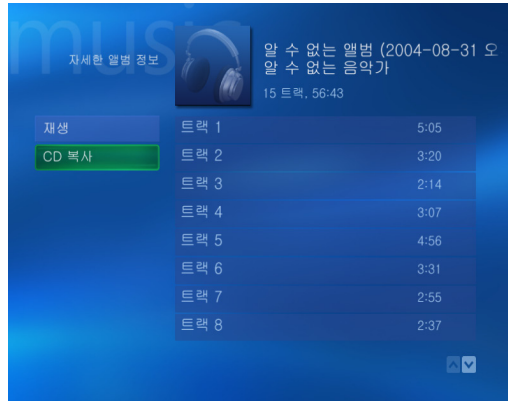 music
자세한 앨범 정보
알 수 없는 앨범 (2004-08-31 오
알 수 없는 음악가
15 트랙, 56:43
재생
CD 복사
트랙 1 5:05
트랙 2 3:20
트랙 3 2:14
트랙 4 3:07
트랙 5 4:56
트랙 6 3:31
트랙 7 2:55
트랙 8 2:37